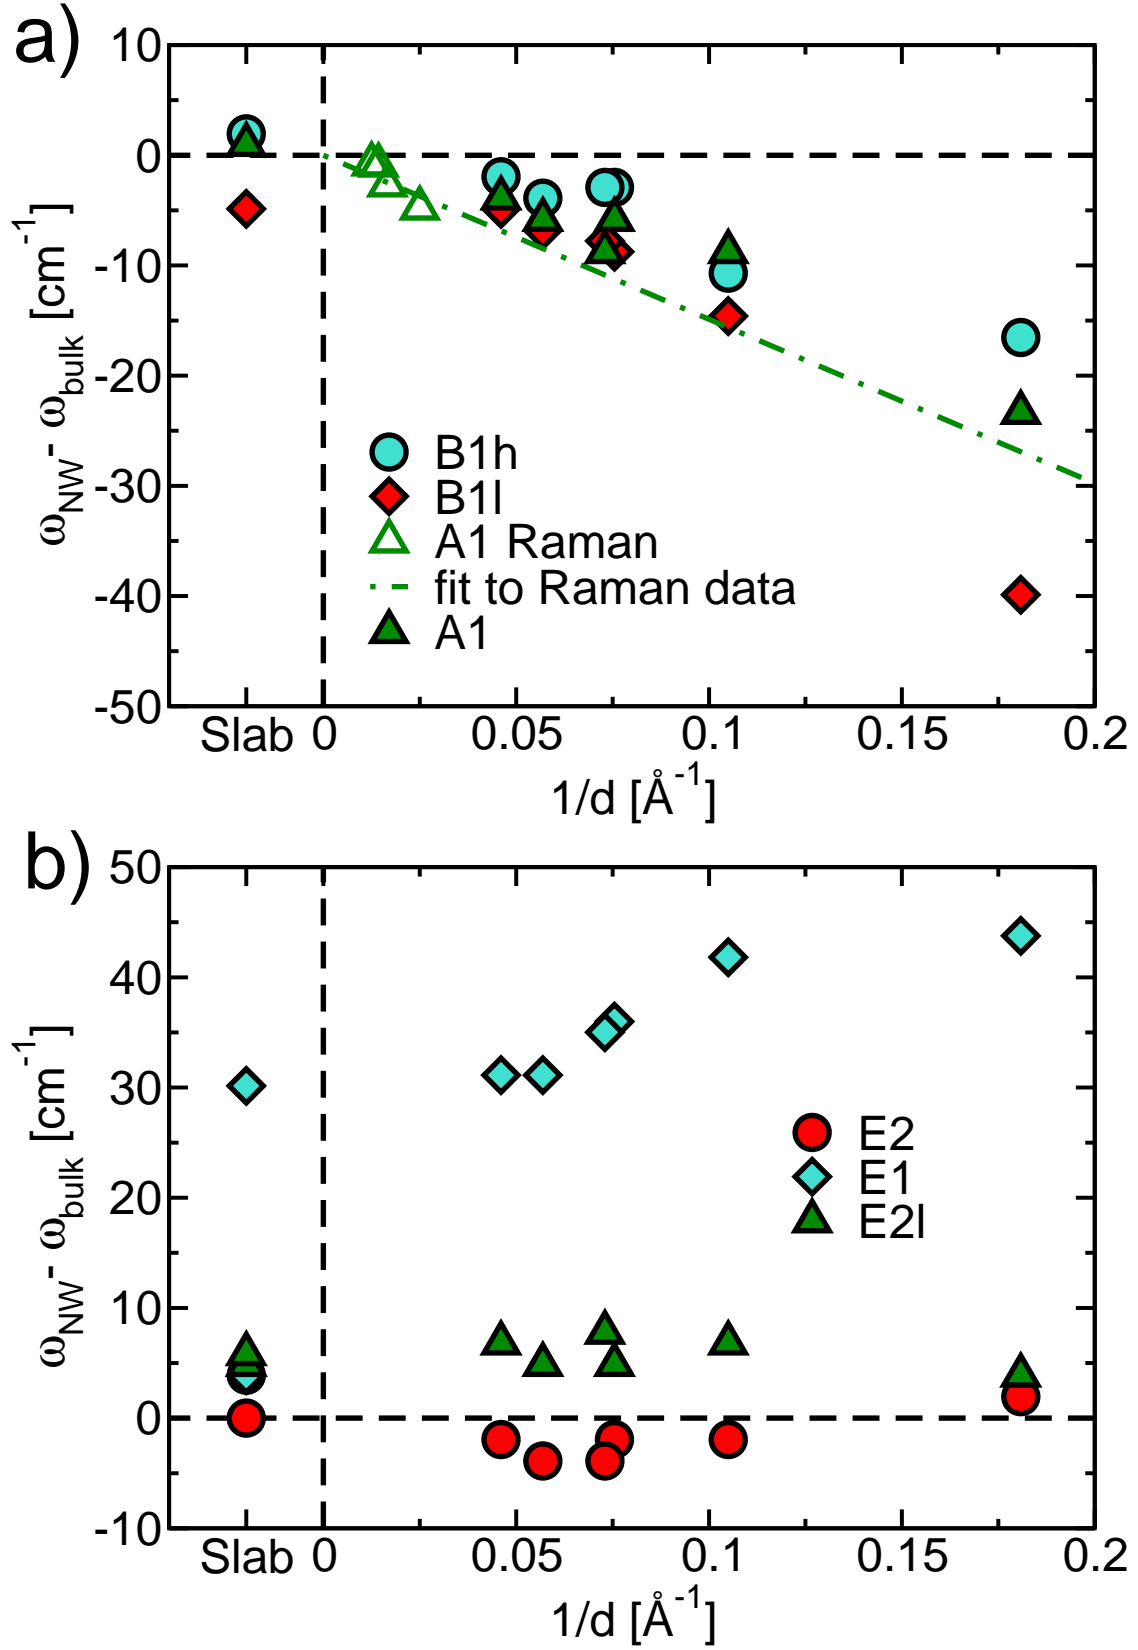 a)
10
0
-10
-20
-30
-40
-50
ω_NW - ω_bulk [cm^-1]
B1h
B1l
A1 Raman
fit to Raman data
A1
Slab 0 0.05 0.1 0.15 0.2
1/d [Å^-1]
b)
50
40
30
20
10
0
-10
ω_NW - ω_bulk [cm^-1]
E2
E1
E2l
Slab 0 0.05 0.1 0.15 0.2
1/d [Å^-1]